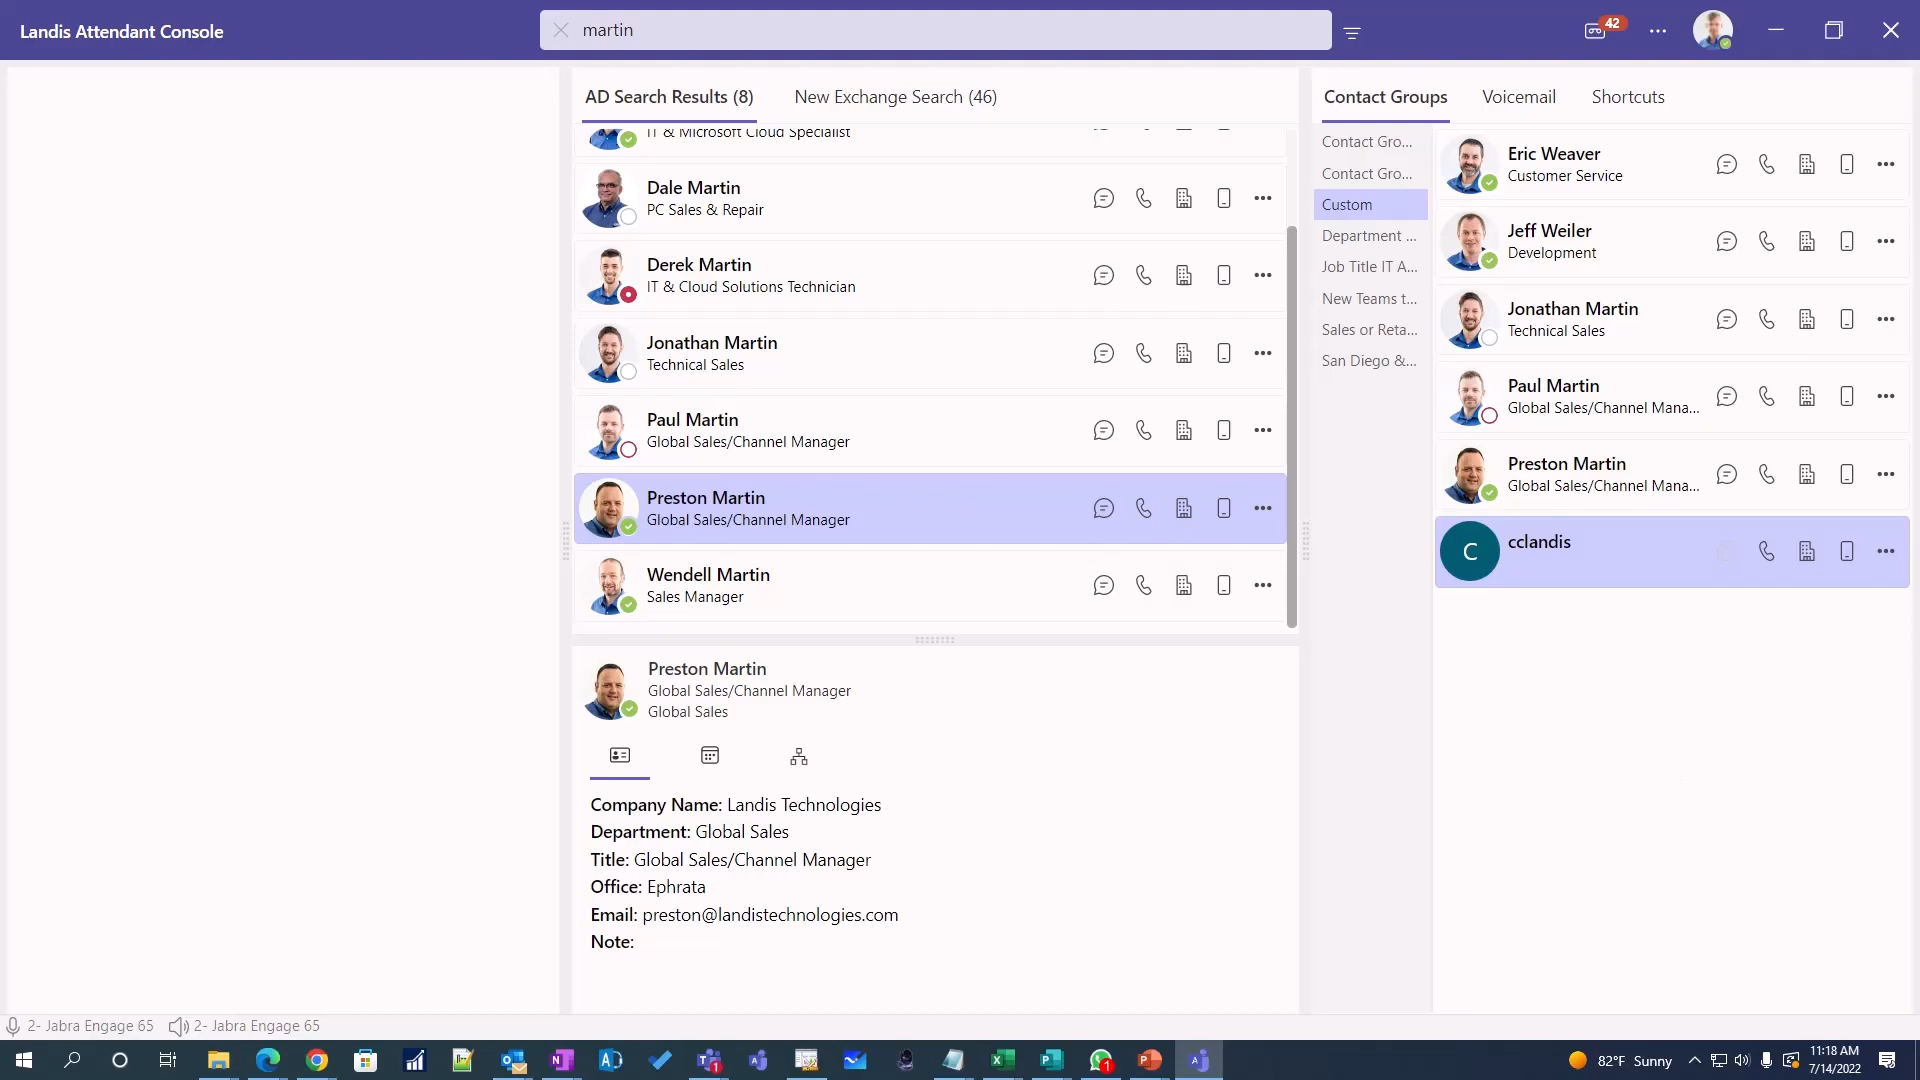 Landis Attendant Console
martin
42
AD Search Results (8)
New Exchange Search (46)
IT & Microsoft Cloud Specialist
Dale Martin
PC Sales & Repair
Derek Martin
IT & Cloud Solutions Technician
Jonathan Martin
Technical Sales
Paul Martin
Global Sales/Channel Manager
Preston Martin
Global Sales/Channel Manager
Wendell Martin
Sales Manager
Preston Martin
Global Sales/Channel Manager
Global Sales
Company Name: Landis Technologies
Department: Global Sales
Title: Global Sales/Channel Manager
Office: Ephrata
Email: preston@landistechnologies.com
Note:
Contact Groups
Voicemail
Shortcuts
Contact Gro...
Contact Gro...
Custom
Department ...
Job Title IT A...
New Teams t...
Sales or Reta...
San Diego &...
Eric Weaver
Customer Service
Jeff Weiler
Development
Jonathan Martin
Technical Sales
Paul Martin
Global Sales/Channel Mana...
Preston Martin
Global Sales/Channel Mana...
C
cclandis
2- Jabra Engage 65
2- Jabra Engage 65
82°F Sunny
11:18 AM
7/14/2022